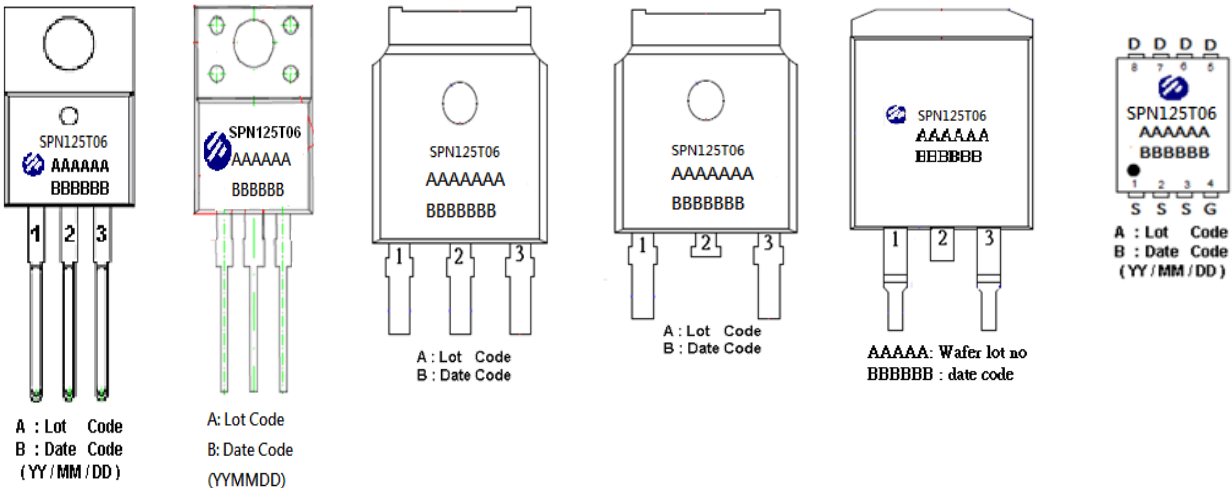 SPN125T06
AAAAAA
BBBBBB
1 2 3
A : Lot Code
B : Date Code
( YY / MM / DD )
SPN125T06
AAAAAA
BBBBBB
A: Lot Code
B: Date Code
(YYMMDD)
SPN125T06
AAAAAAA
BBBBBBB
1 2 3
A : Lot Code
B : Date Code
SPN125T06
AAAAAAA
BBBBBBB
1 2 3
A : Lot Code
B : Date Code
SPN125T06
AAAAAA
BBBBBB
1 2 3
AAAAA: Wafer lot no
BBBBBB : date code
D D D D
8 7 6 5
SPN125T06
AAAAAA
BBBBBB
1 2 3 4
S S S G
A : Lot Code
B : Date Code
( YY / MM / DD )